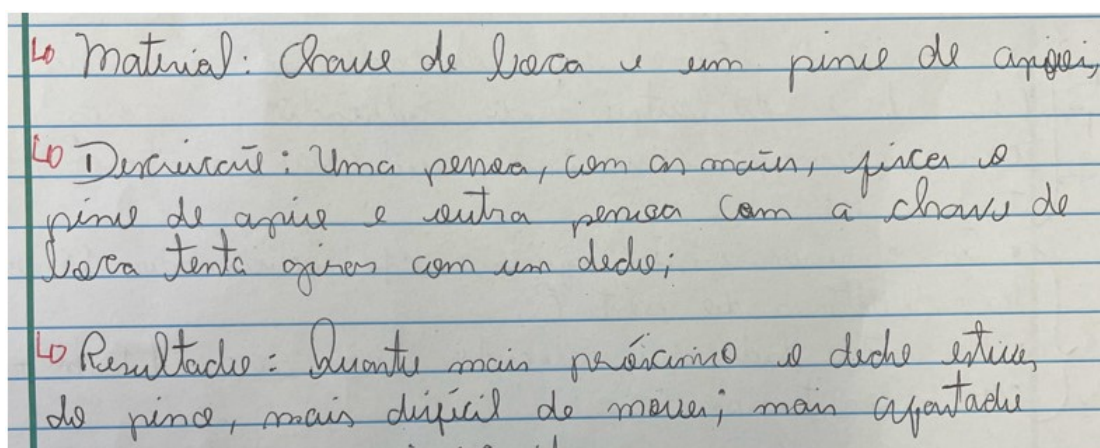 ↳ Material: Chave de boca e um pino de apoio;
↳ Descrição: Uma pessoa, com as mãos, fixa o
pino de apoio e outra pessoa com a chave de
boca tenta girar com um dedo;
↳ Resultado: Quanto mais próximo o dedo estiver
do pino, mais difícil de mover; mais afastado